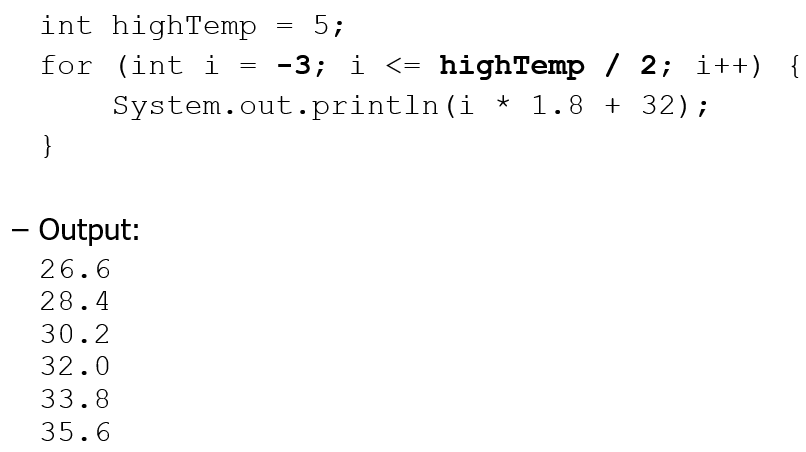 int highTemp = 5;
for (int i = -3; i <= highTemp / 2; i++) {
System.out.println(i * 1.8 + 32);
}
– Output:
26.6
28.4
30.2
32.0
33.8
35.6